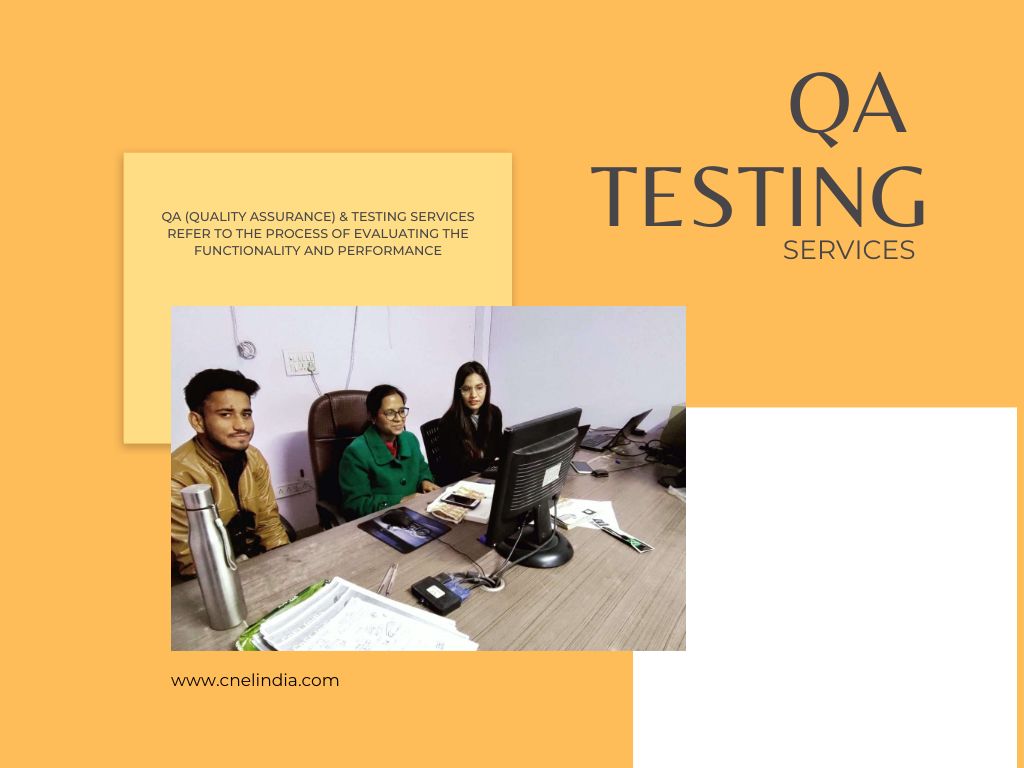 QA
TESTING
SERVICES
QA (QUALITY ASSURANCE) & TESTING SERVICES
REFER TO THE PROCESS OF EVALUATING THE
FUNCTIONALITY AND PERFORMANCE
www.cnelindia.com